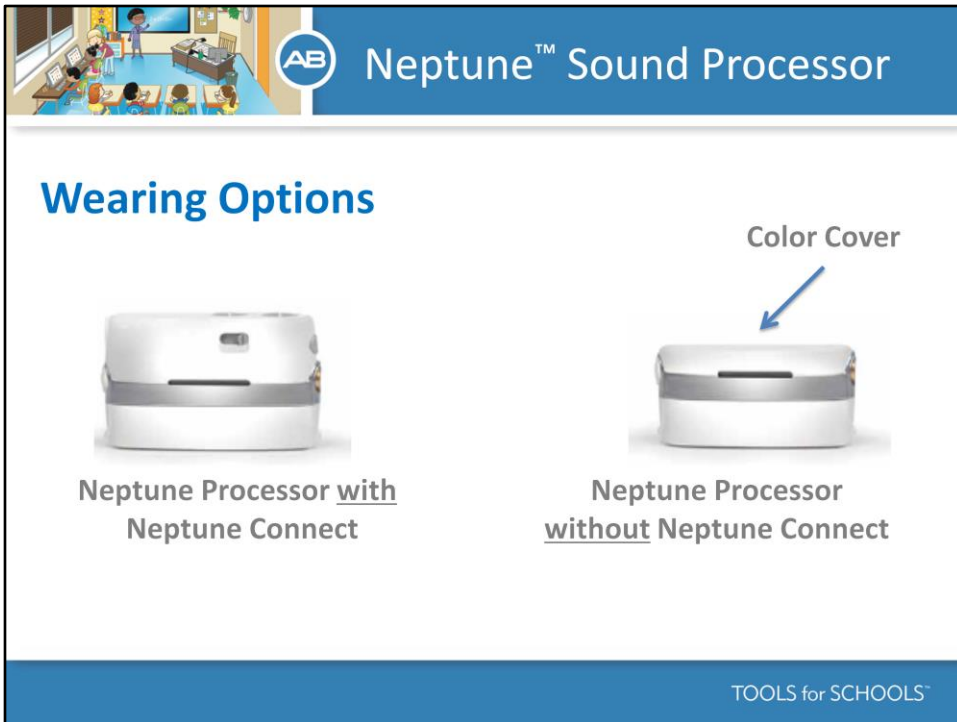 AB
Neptune™ Sound Processor
Wearing Options
Color Cover
Neptune Processor with
Neptune Connect
Neptune Processor
without Neptune Connect
TOOLS for SCHOOLS™